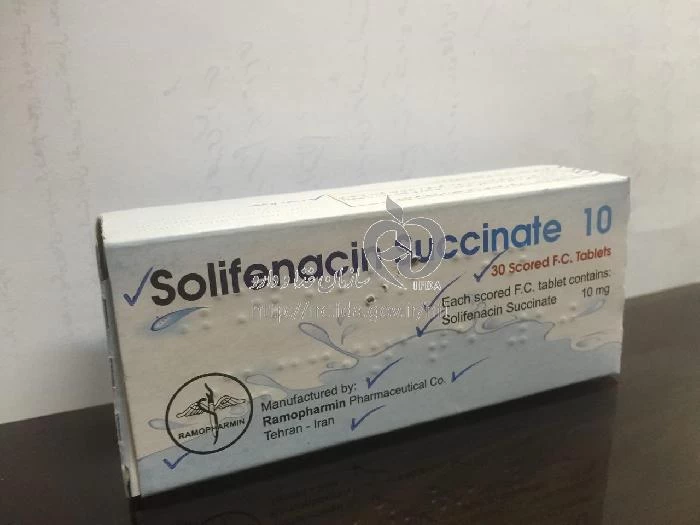 Solifenacin Succinate 10
30 Scored F.C. Tablets
Each scored F.C. tablet contains:
Solifenacin Succinate 10 mg
Manufactured by:
Ramopharmin Pharmaceutical Co.
Tehran - Iran
RAMOPHARMIN